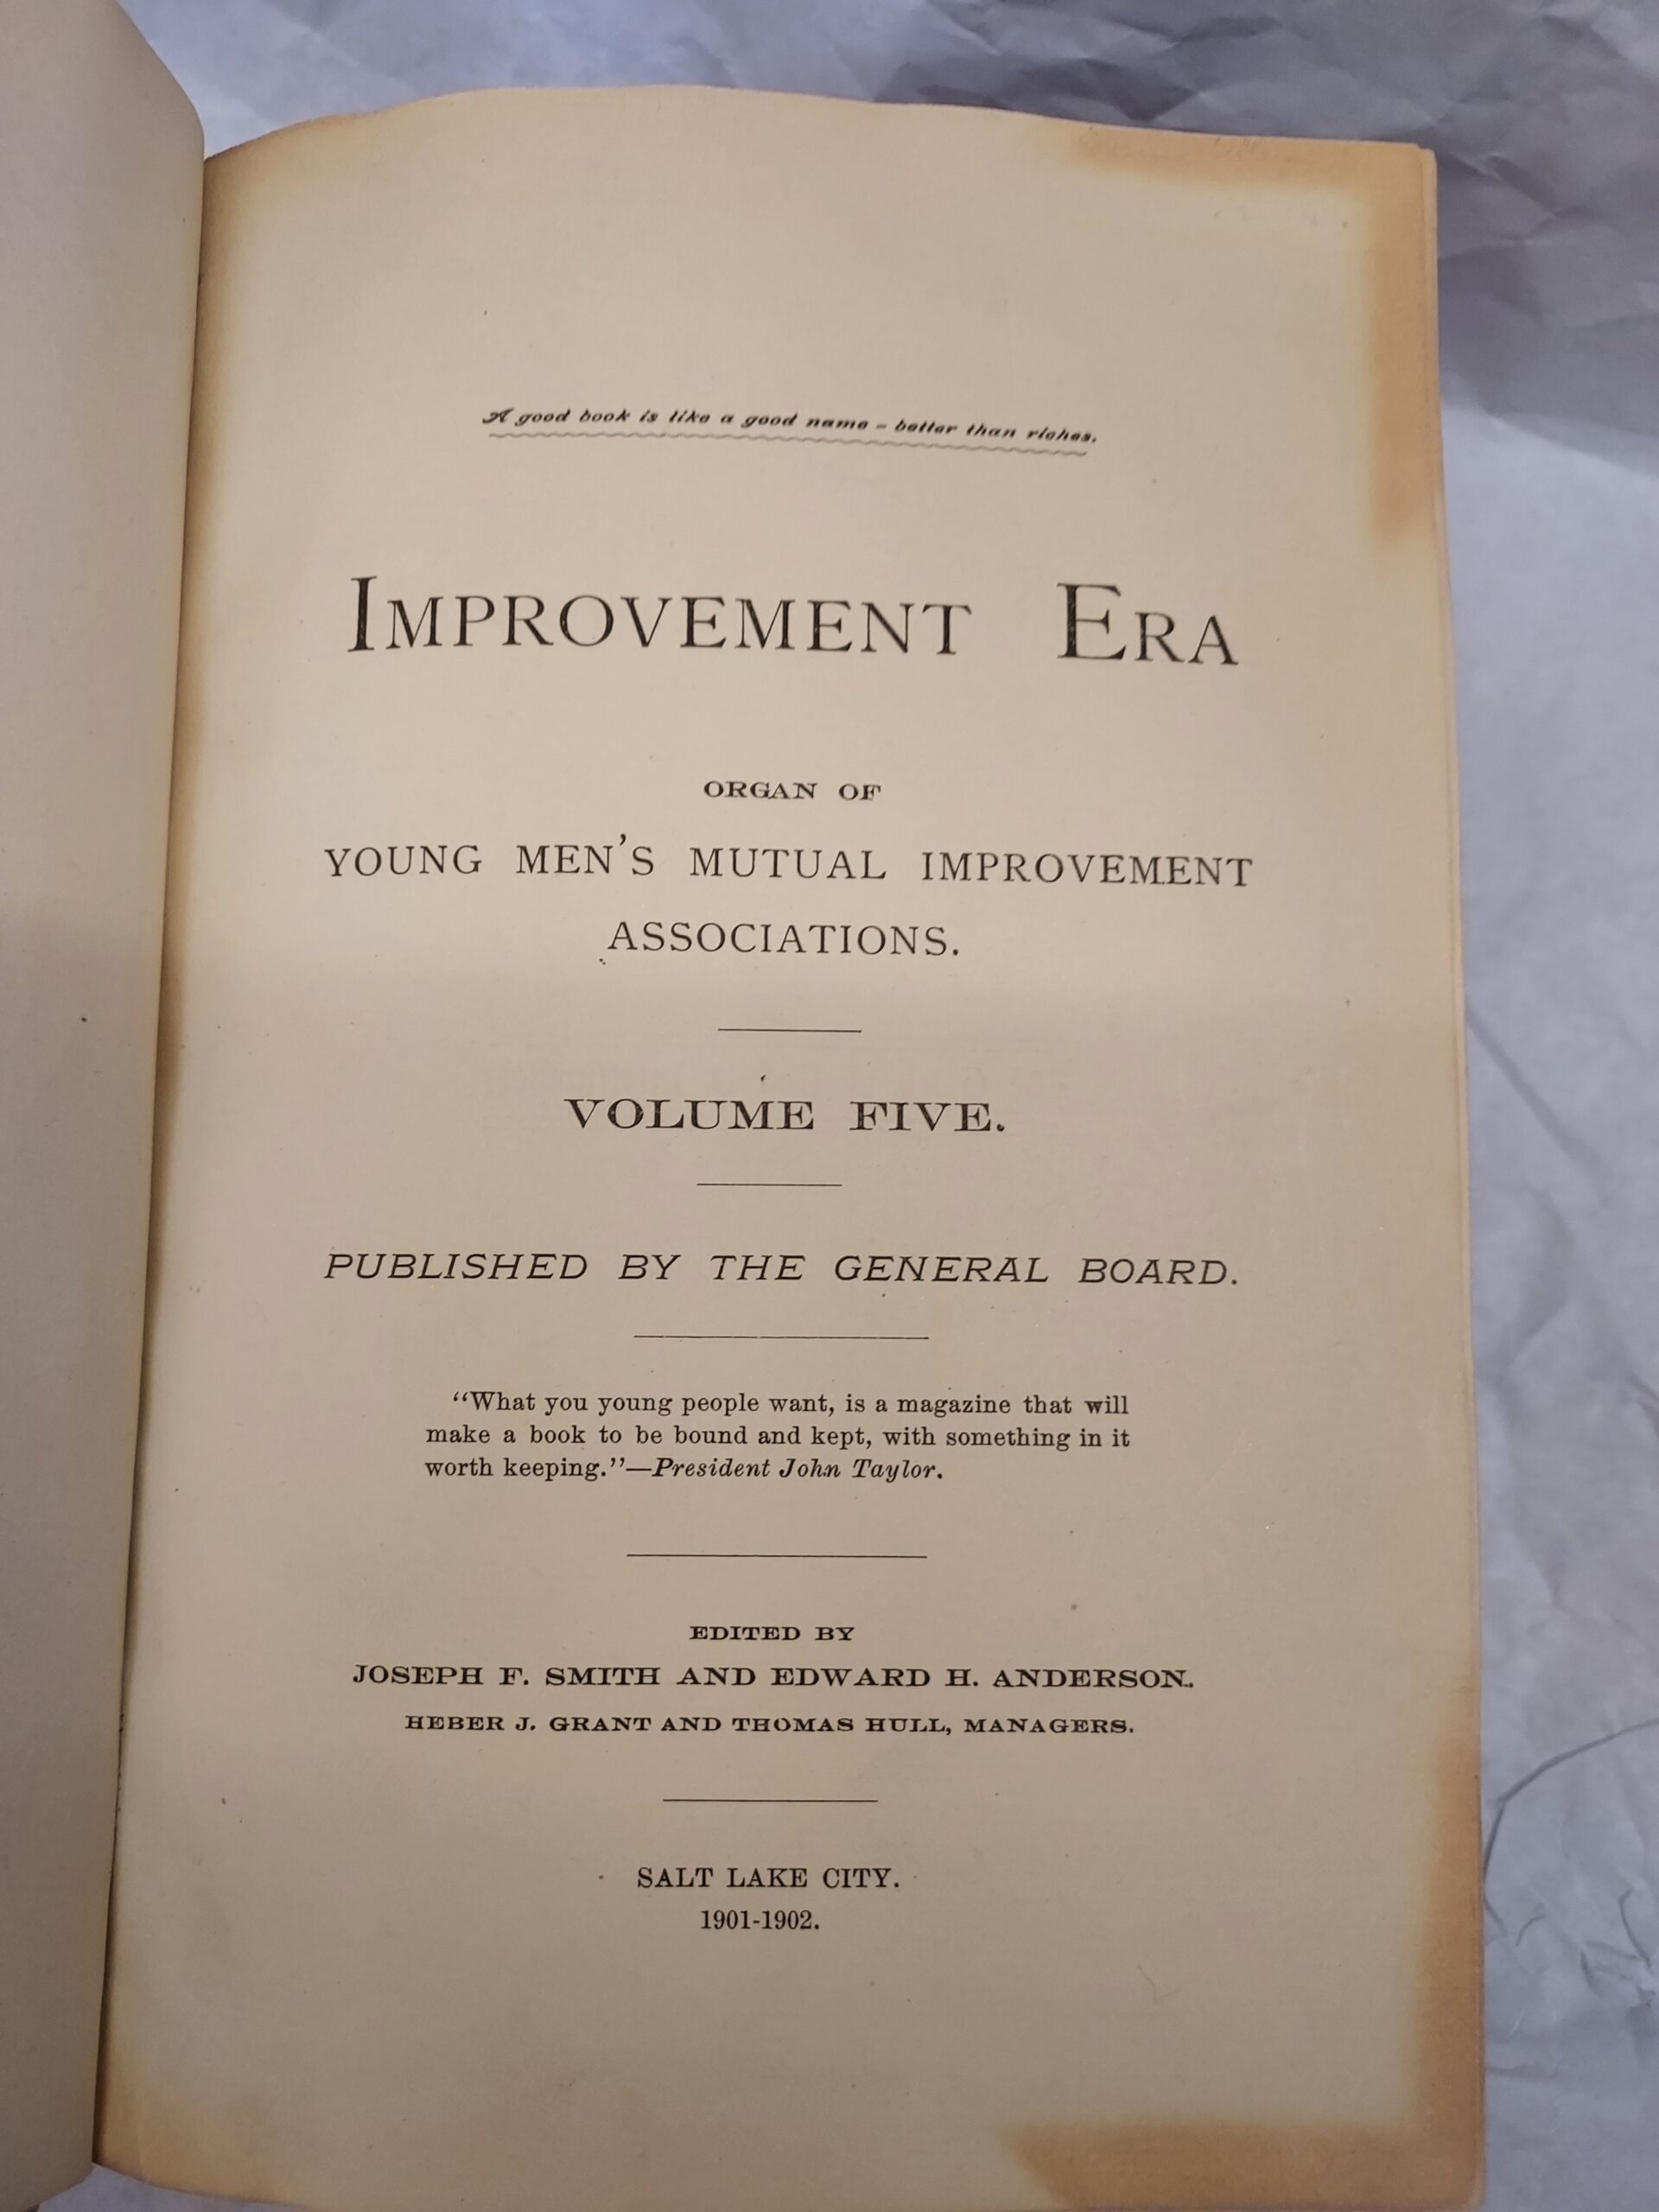 A good book is like a good name – better than riches.
IMPROVEMENT ERA
ORGAN OF
YOUNG MEN'S MUTUAL IMPROVEMENT
ASSOCIATIONS.
VOLUME FIVE.
PUBLISHED BY THE GENERAL BOARD.
“What you young people want, is a magazine that will
make a book to be bound and kept, with something in it
worth keeping.”—President John Taylor.
EDITED BY
JOSEPH F. SMITH AND EDWARD H. ANDERSON.
HEBER J. GRANT AND THOMAS HULL, MANAGERS.
SALT LAKE CITY.
1901-1902.